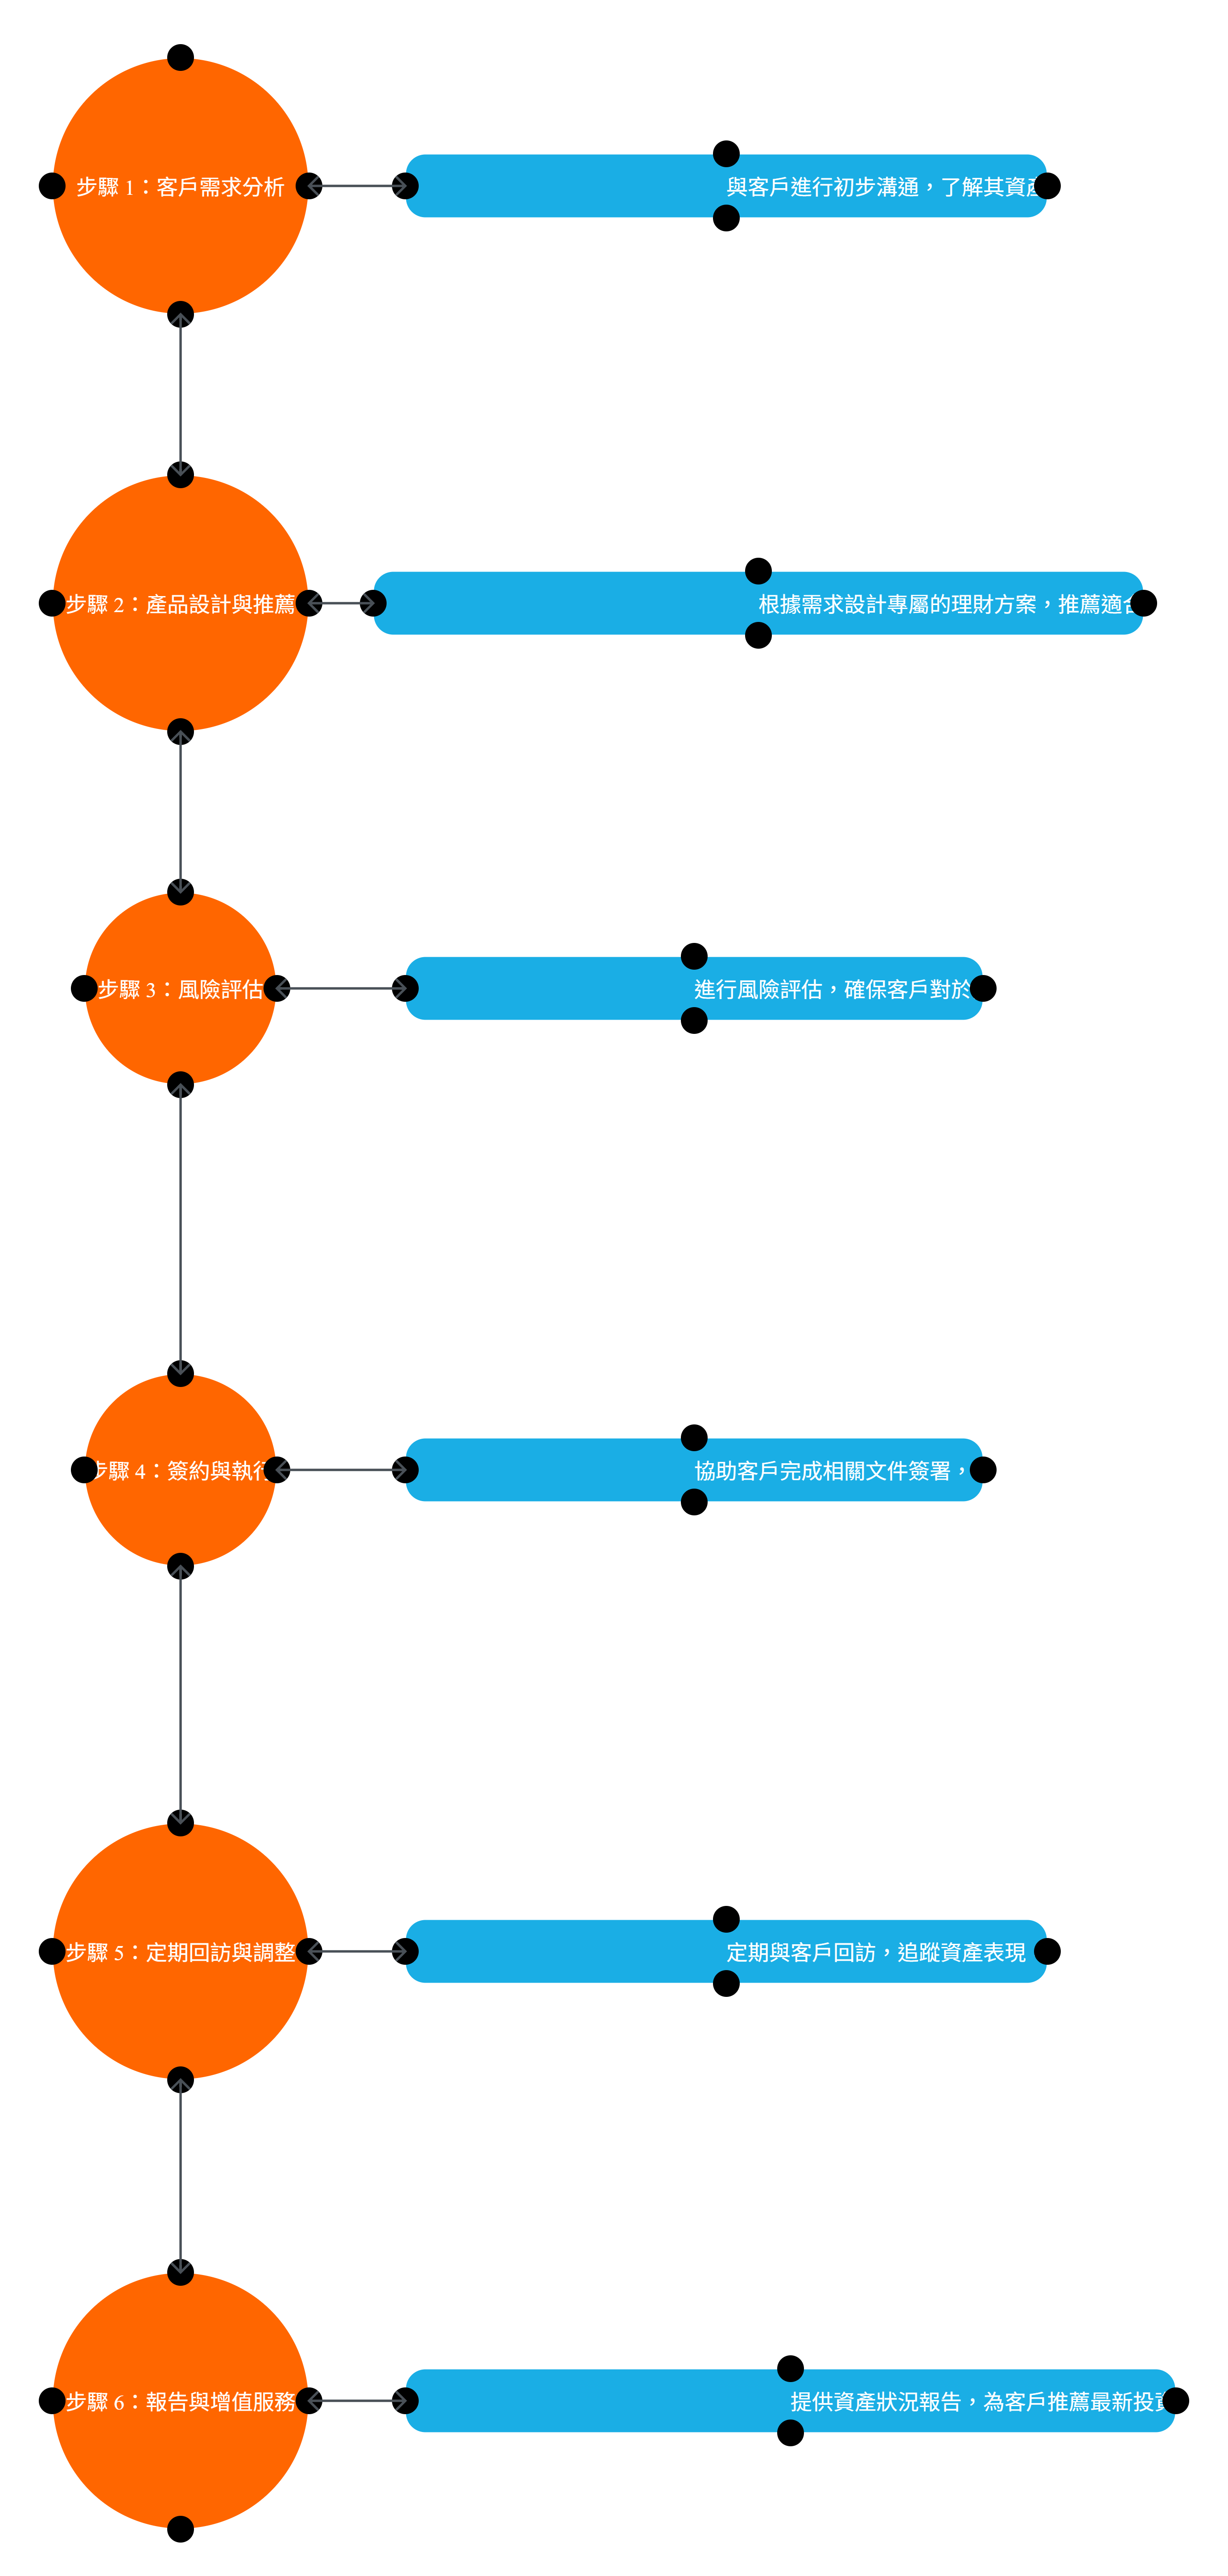 步驟 1：客戶需求分析
與客戶進行初步溝通，了解其資產
步驟 2：產品設計與推薦
根據需求設計專屬的理財方案，推薦適合
步驟 3：風險評估
進行風險評估，確保客戶對於
步驟 4：簽約與執行
協助客戶完成相關文件簽署，
步驟 5：定期回訪與調整
定期與客戶回訪，追蹤資產表現
步驟 6：報告與增值服務
提供資產狀況報告，為客戶推薦最新投資